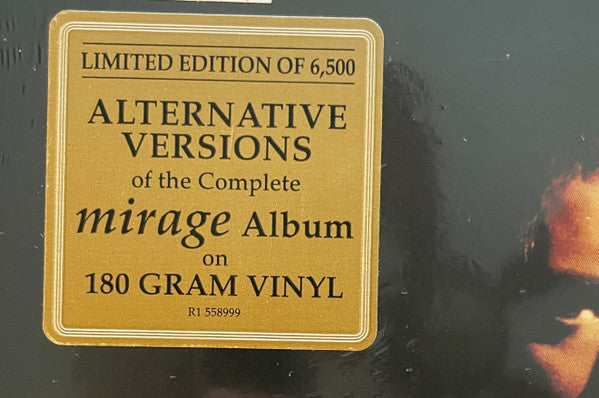 LIMITED EDITION OF 6,500
ALTERNATIVE
VERSIONS
of the Complete
mirage Album
on
180 GRAM VINYL
R1 558999